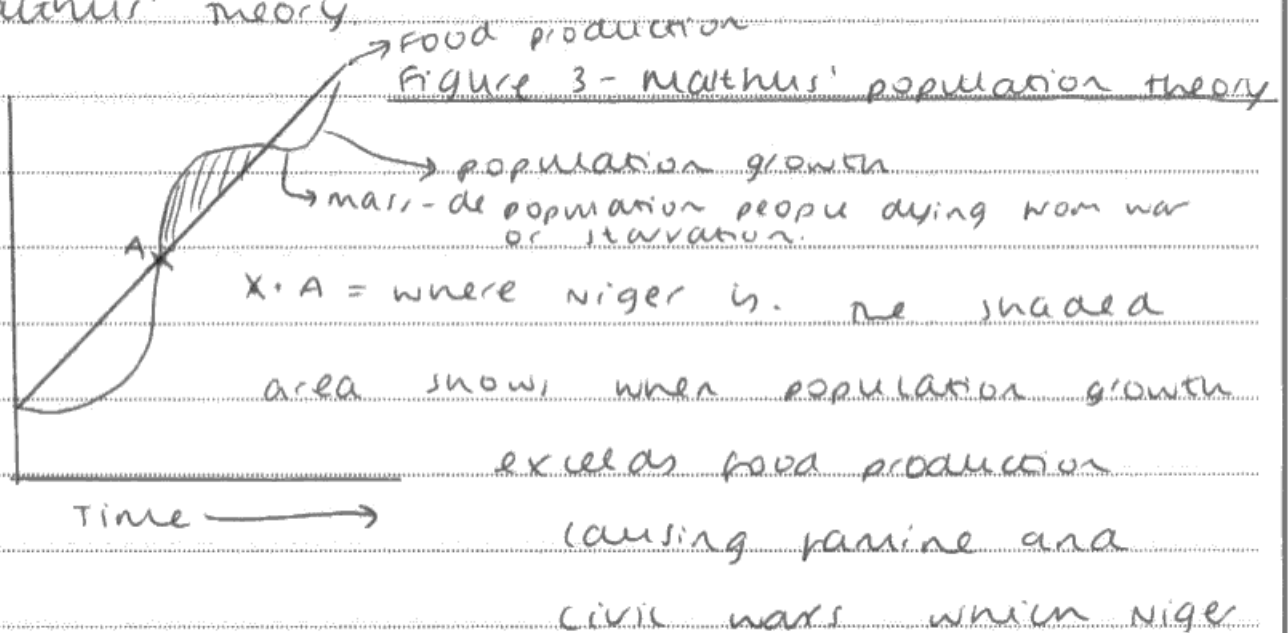 Malthus' theory.
Food production
Figure 3 - Malthus' population theory
population growth
mass-de population people dying from war
or starvation.
A
X. A = where Niger is. The shaded
area shows when population growth
exceeds food production
Time
causing famine and
civil wars which Niger